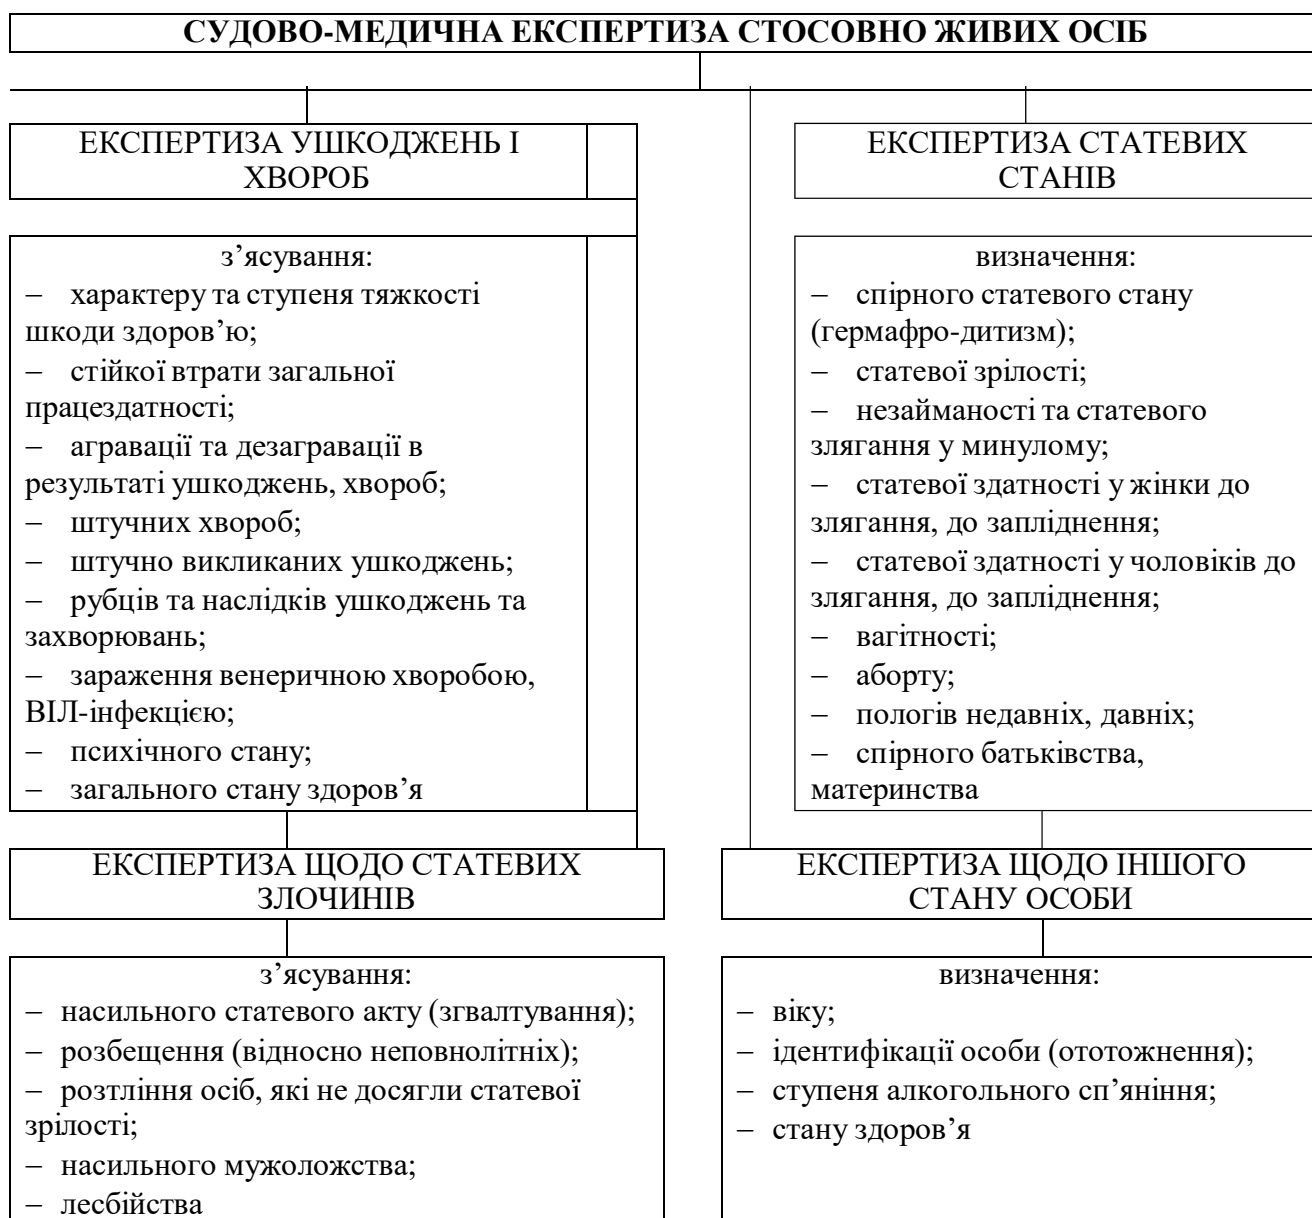 СУДОВО-МЕДИЧНА ЕКСПЕРТИЗА СТОСОВНО ЖИВИХ ОСІБ
ЕКСПЕРТИЗА УШКОДЖЕНЬ І
ХВОРОБ
з’ясування:
– характеру та ступеня тяжкості
шкоди здоров’ю;
– стійкої втрати загальної
працездатності;
– агравації та дезагравації в
результаті ушкоджень, хвороб;
– штучних хвороб;
– штучно викликаних ушкоджень;
– рубців та наслідків ушкоджень та
захворювань;
– зараження венеричною хворобою,
ВІЛ-інфекцією;
– психічного стану;
– загального стану здоров’я
ЕКСПЕРТИЗА СТАТЕВИХ
СТАНІВ
визначення:
– спірного статевого стану
(гермафро-дитизм);
– статевої зрілості;
– незайманості та статевого
злягання у минулому;
– статевої здатності у жінки до
злягання, до запліднення;
– статевої здатності у чоловіків до
злягання, до запліднення;
– вагітності;
– аборту;
– пологів недавніх, давніх;
– спірного батьківства,
материнства
ЕКСПЕРТИЗА ЩОДО СТАТЕВИХ
ЗЛОЧИНІВ
з’ясування:
– насильного статевого акту (згвалтування);
– розбещення (відносно неповнолітніх);
– розтління осіб, які не досягли статевої
зрілості;
– насильного мужоложства;
– лесбійства
ЕКСПЕРТИЗА ЩОДО ІНШОГО
СТАНУ ОСОБИ
визначення:
– віку;
– ідентифікації особи (ототожнення);
– ступеня алкогольного сп’яніння;
– стану здоров’я